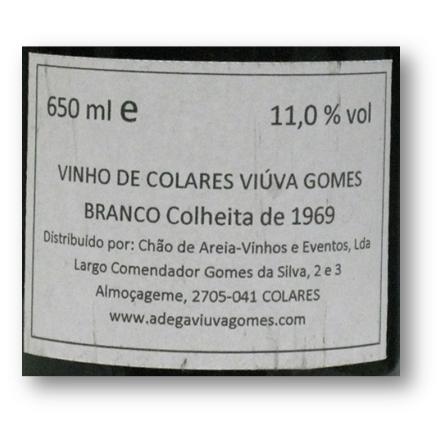 650 ml e 11,0 % vol
VINHO DE COLARES VIÚVA GOMES
BRANCO Colheita de 1969
Distribuido por: Chão de Areia-Vinhos e Eventos, Lda
Largo Comendador Gomes da Silva, 2 e 3
Almoçageme, 2705-041 COLARES
www.adegaviuvagomes.com